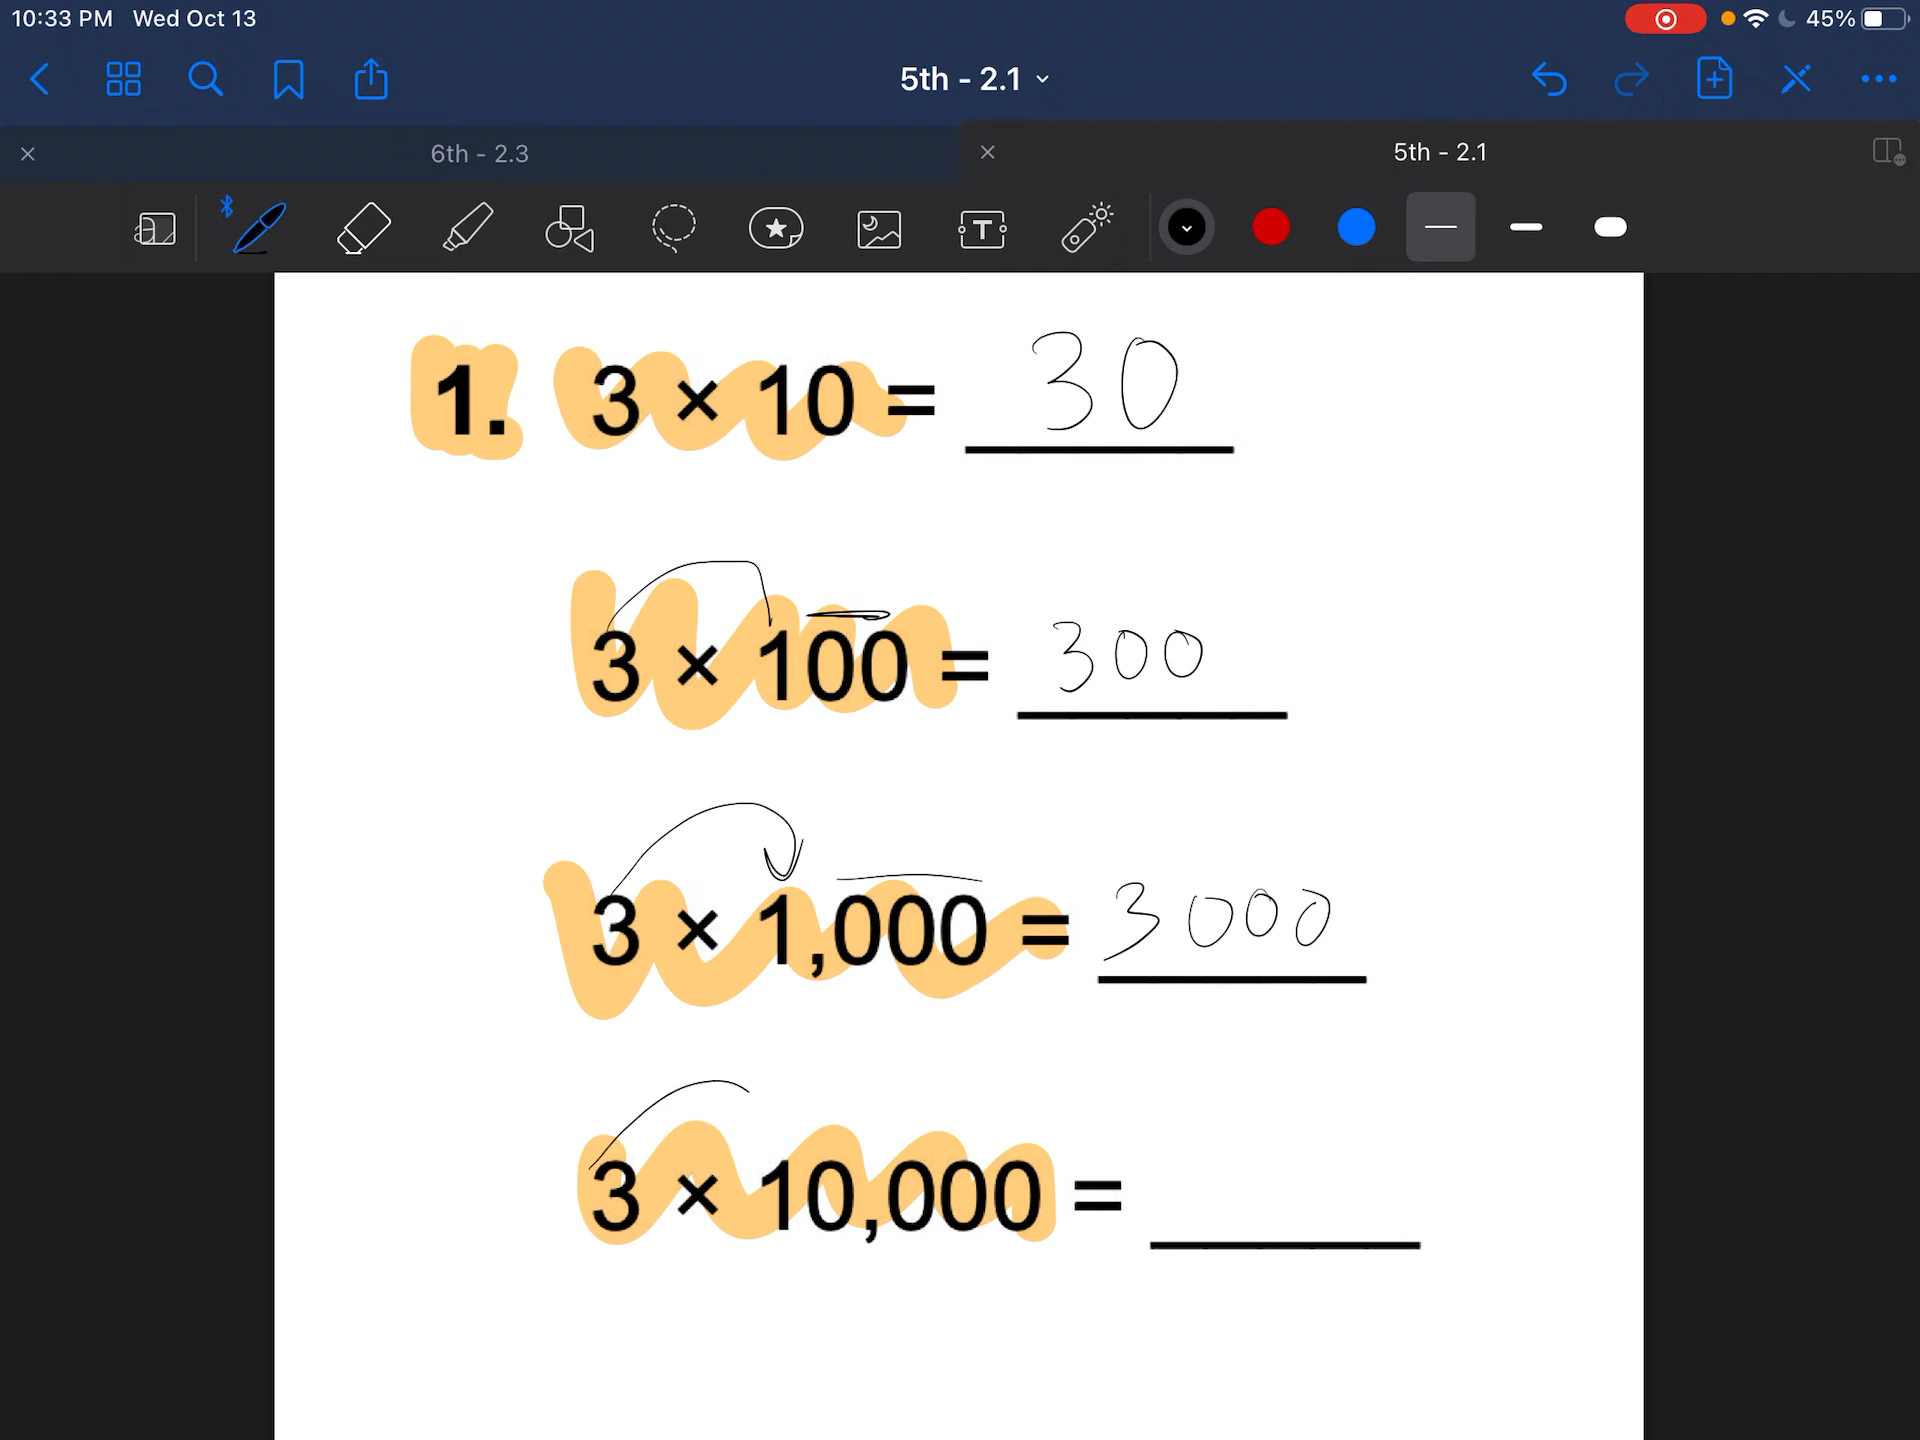 10:33 PM Wed Oct 13 45%
5th - 2.1
6th - 2.3 5th - 2.1
1. 3 × 10 = 30
3 × 100 = 300
3 × 1,000 = 3000
3 × 10,000 =